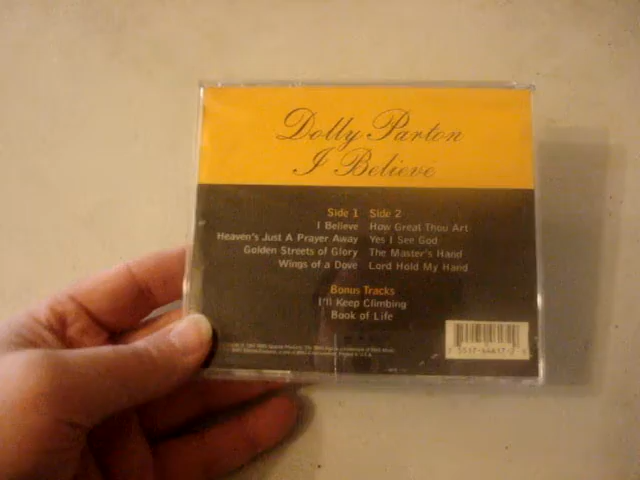 Dolly Parton
I Believe
Side 1
I Believe
Heaven's Just A Prayer Away
Golden Streets of Glory
Wings of a Dove
Side 2
How Great Thou Art
Yes I See God
The Master's Hand
Lord Hold My Hand
Bonus Tracks
I'll Keep Climbing
Book of Life